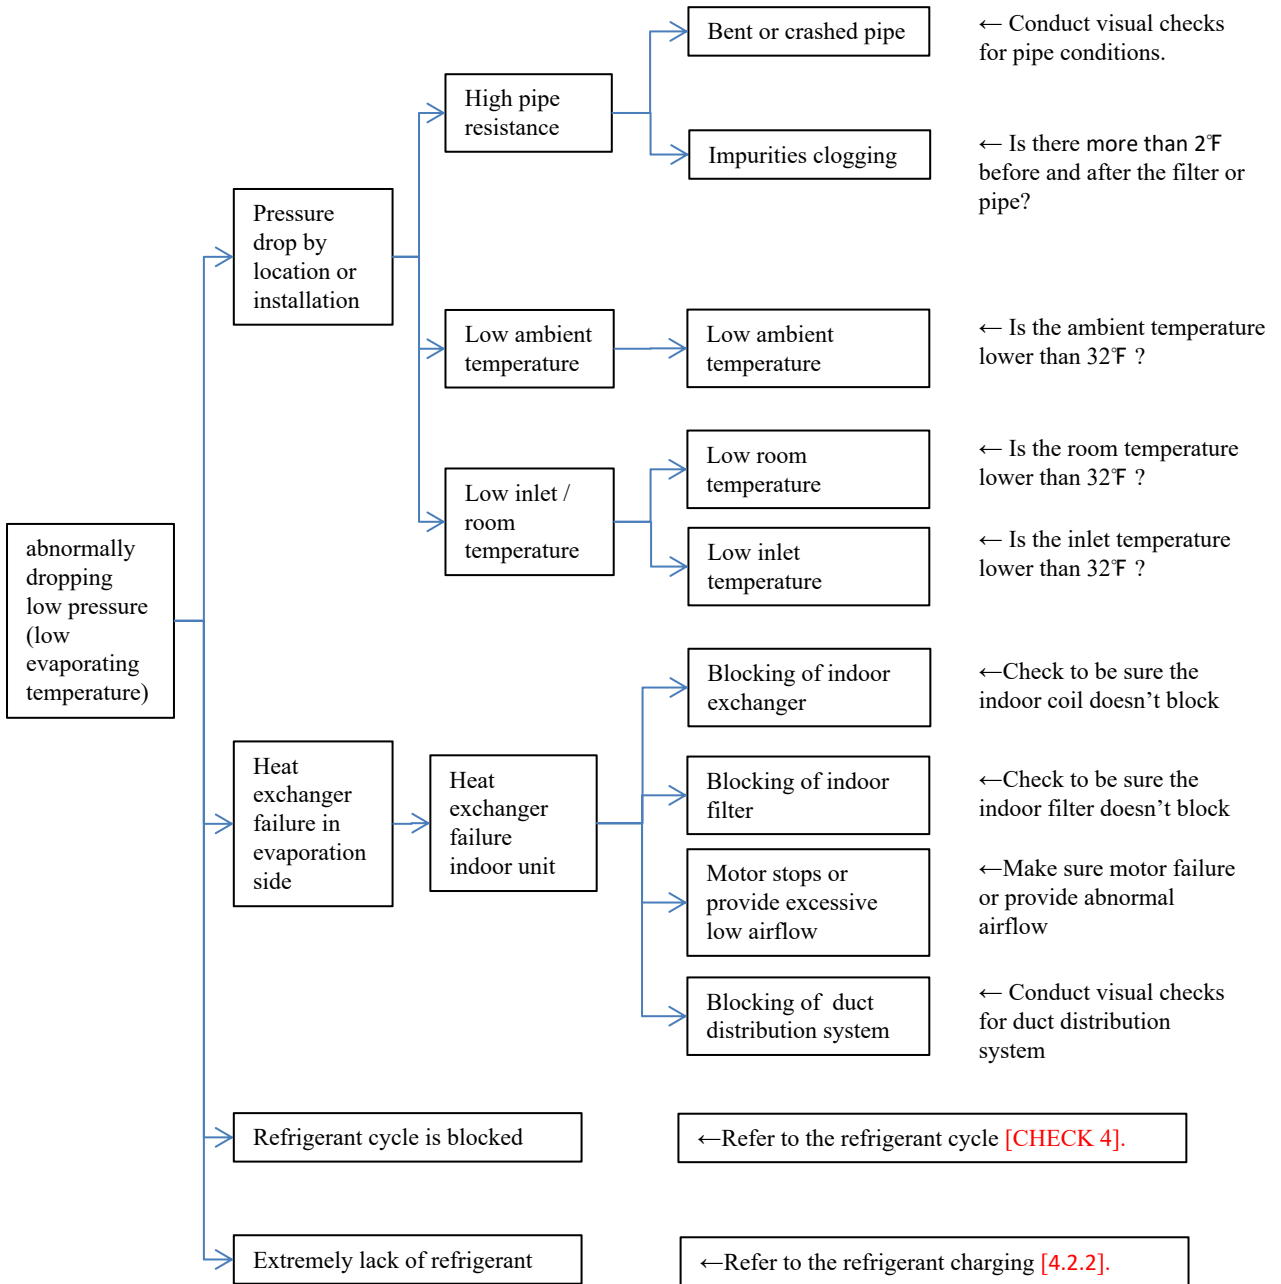 Bent or crashed pipe
← Conduct visual checks
for pipe conditions.
High pipe
resistance
Impurities clogging
← Is there more than 2℉
before and after the filter or
pipe?
Pressure
drop by
location or
installation
Low ambient
temperature
Low ambient
temperature
← Is the ambient temperature
lower than 32℉ ?
Low inlet /
room
temperature
Low room
temperature
← Is the room temperature
lower than 32℉ ?
Low inlet
temperature
← Is the inlet temperature
lower than 32℉ ?
abnormally
dropping
low pressure
(low
evaporating
temperature)
Blocking of indoor
exchanger
←Check to be sure the
indoor coil doesn’t block
Heat
exchanger
failure in
evaporation
side
Heat
exchanger
failure
indoor unit
Blocking of indoor
filter
←Check to be sure the
indoor filter doesn’t block
Motor stops or
provide excessive
low airflow
←Make sure motor failure
or provide abnormal
airflow
Blocking of duct
distribution system
← Conduct visual checks
for duct distribution
system
Refrigerant cycle is blocked
←Refer to the refrigerant cycle [CHECK 4].
Extremely lack of refrigerant
←Refer to the refrigerant charging [4.2.2].